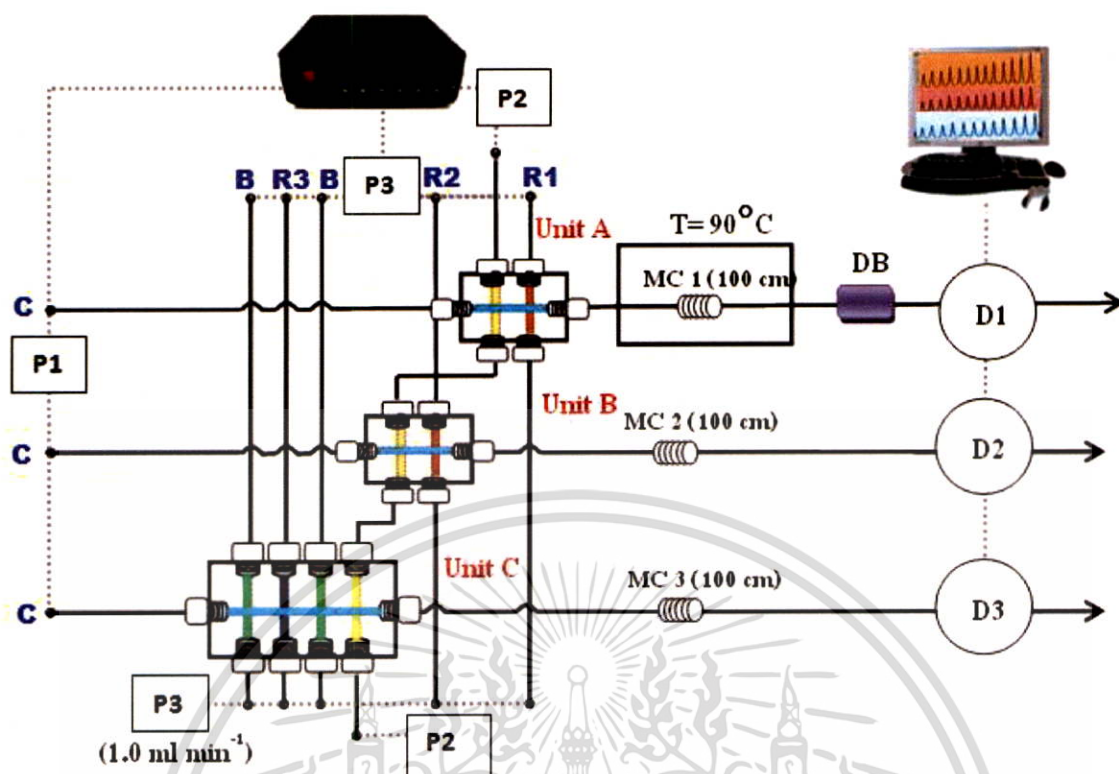 P2
P3
B
R3
B
R2
R1
Unit A
T= 90°C
MC 1 (100 cm)
DB
D1
C
P1
Unit B
MC 2 (100 cm)
D2
C
Unit C
MC 3 (100 cm)
D3
C
P3
(1.0 ml min⁻¹)
P2